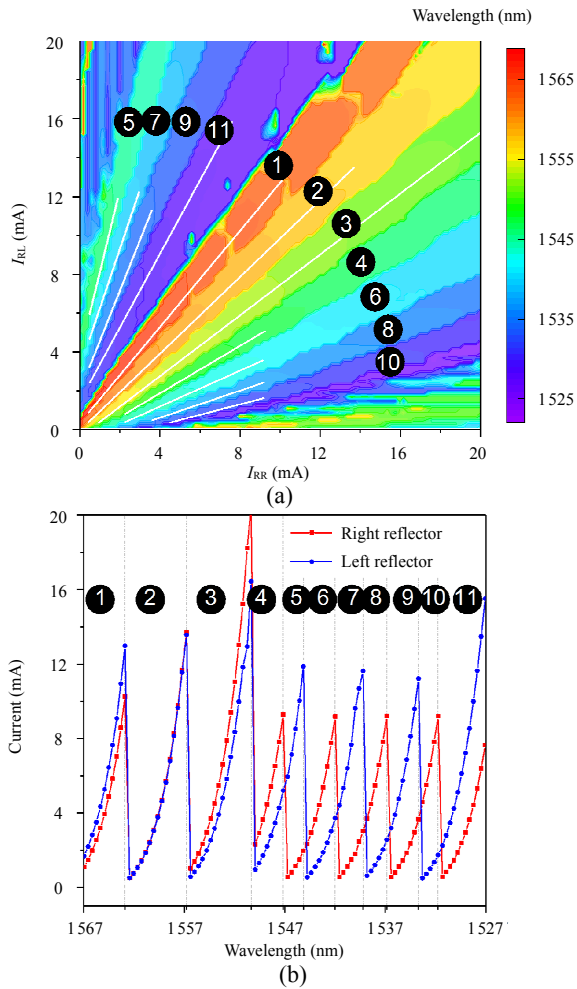 Wavelength (nm)
20
16
12
8
4
0
I_RL (mA)
5 7 9 11
1
2
3
4
6
8
10
1 565
1 555
1 545
1 535
1 525
0 4 8 12 16 20
I_RR (mA)
(a)
20
16
12
8
4
0
Current (mA)
Right reflector
Left reflector
1 2 3 4 5 6 7 8 9 10 11
1 567 1 557 1 547 1 537 1 527
Wavelength (nm)
(b)